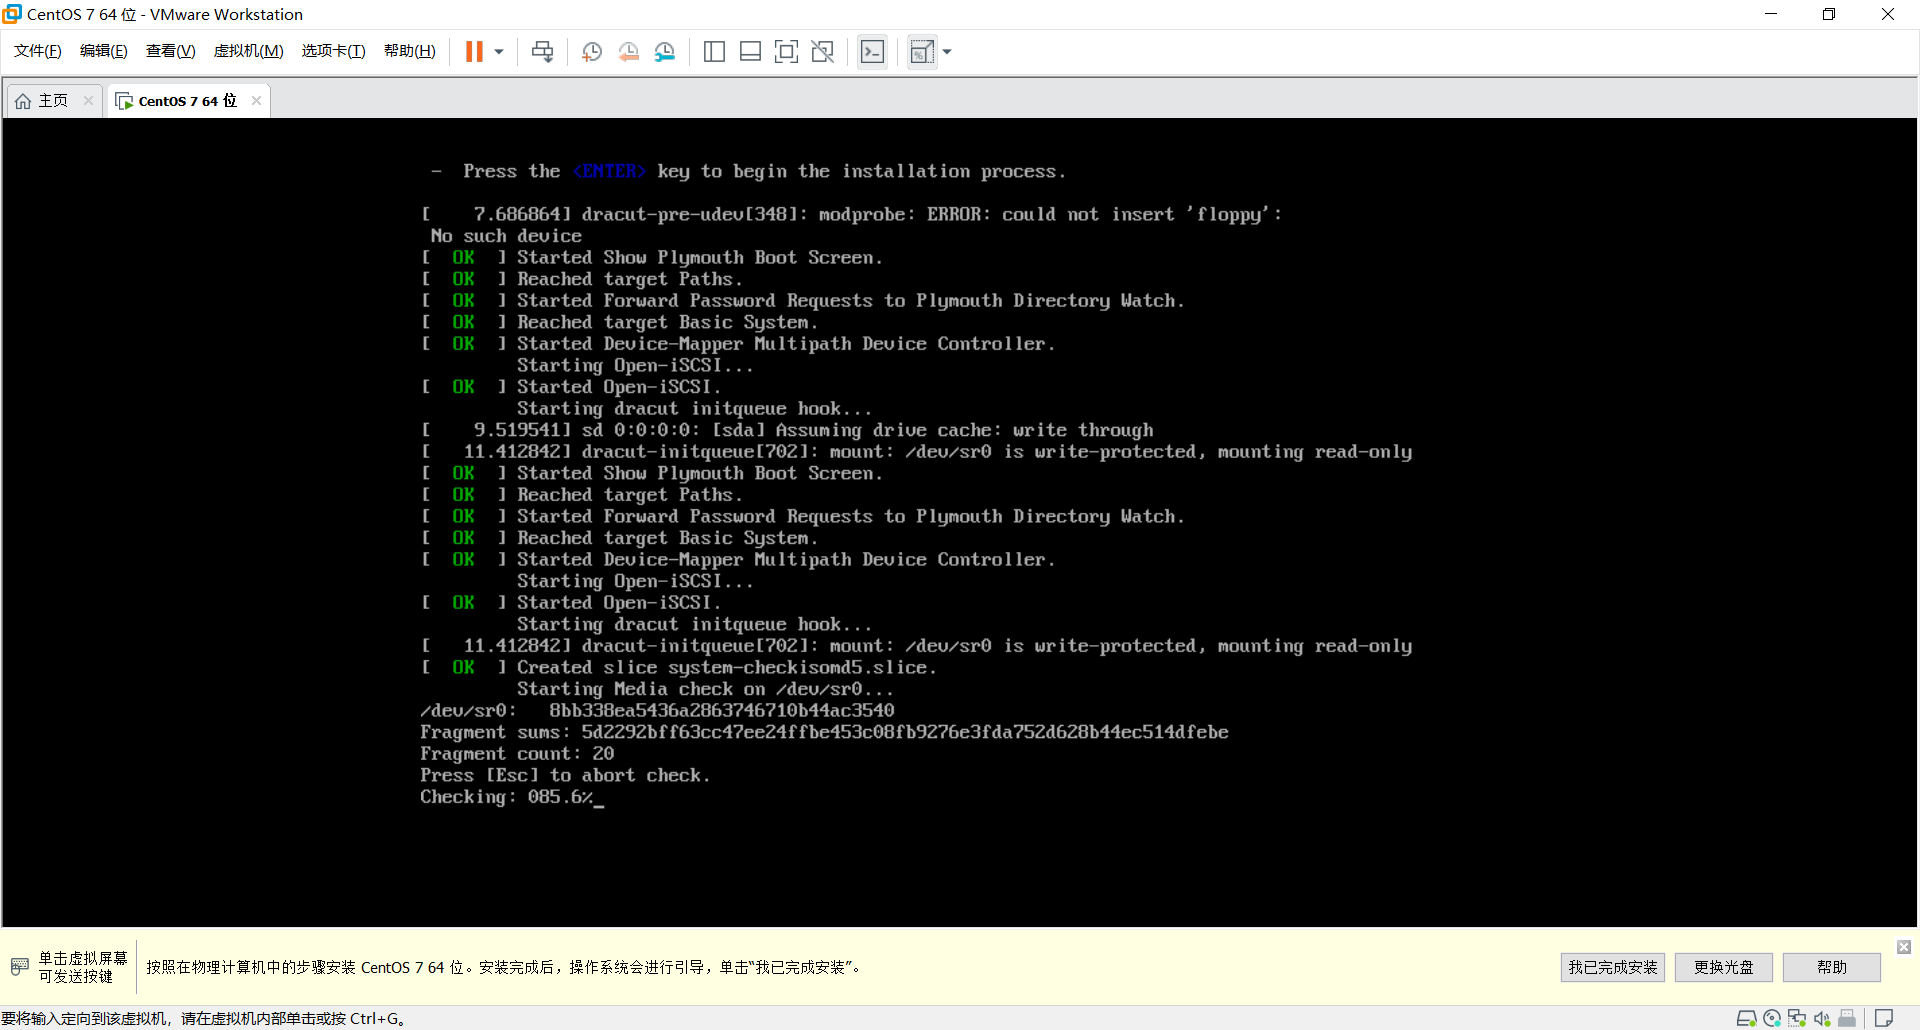 CentOS 7 64 位 - VMware Workstation
文件(F) 编辑(E) 查看(V) 虚拟机(M) 选项卡(T) 帮助(H)
主页 CentOS 7 64 位
- Press the <ENTER> key to begin the installation process.
[    7.686864] dracut-pre-udev[348]: modprobe: ERROR: could not insert 'floppy':
No such device
[  OK  ] Started Show Plymouth Boot Screen.
[  OK  ] Reached target Paths.
[  OK  ] Started Forward Password Requests to Plymouth Directory Watch.
[  OK  ] Reached target Basic System.
[  OK  ] Started Device-Mapper Multipath Device Controller.
Starting Open-iSCSI...
[  OK  ] Started Open-iSCSI.
Starting dracut initqueue hook...
[    9.519541] sd 0:0:0:0: [sda] Assuming drive cache: write through
[   11.412842] dracut-initqueue[702]: mount: /dev/sr0 is write-protected, mounting read-only
[  OK  ] Started Show Plymouth Boot Screen.
[  OK  ] Reached target Paths.
[  OK  ] Started Forward Password Requests to Plymouth Directory Watch.
[  OK  ] Reached target Basic System.
[  OK  ] Started Device-Mapper Multipath Device Controller.
Starting Open-iSCSI...
[  OK  ] Started Open-iSCSI.
Starting dracut initqueue hook...
[   11.412842] dracut-initqueue[702]: mount: /dev/sr0 is write-protected, mounting read-only
[  OK  ] Created slice system-checkisomd5.slice.
Starting Media check on /dev/sr0...
/dev/sr0:   8bb338ea5436a2863746710b44ac3540
Fragment sums: 5d2292bff63cc47ee24ffbe453c08fb9276e3fda752d628b44ec514dfebe
Fragment count: 20
Press [Esc] to abort check.
Checking: 085.6%_
单击虚拟屏幕
可发送按键
按照在物理计算机中的步骤安装 CentOS 7 64 位。安装完成后，操作系统会进行引导，单击“我已完成安装”。
我已完成安装 更换光盘 帮助
要将输入定向到该虚拟机，请在虚拟机内部单击或按 Ctrl+G。